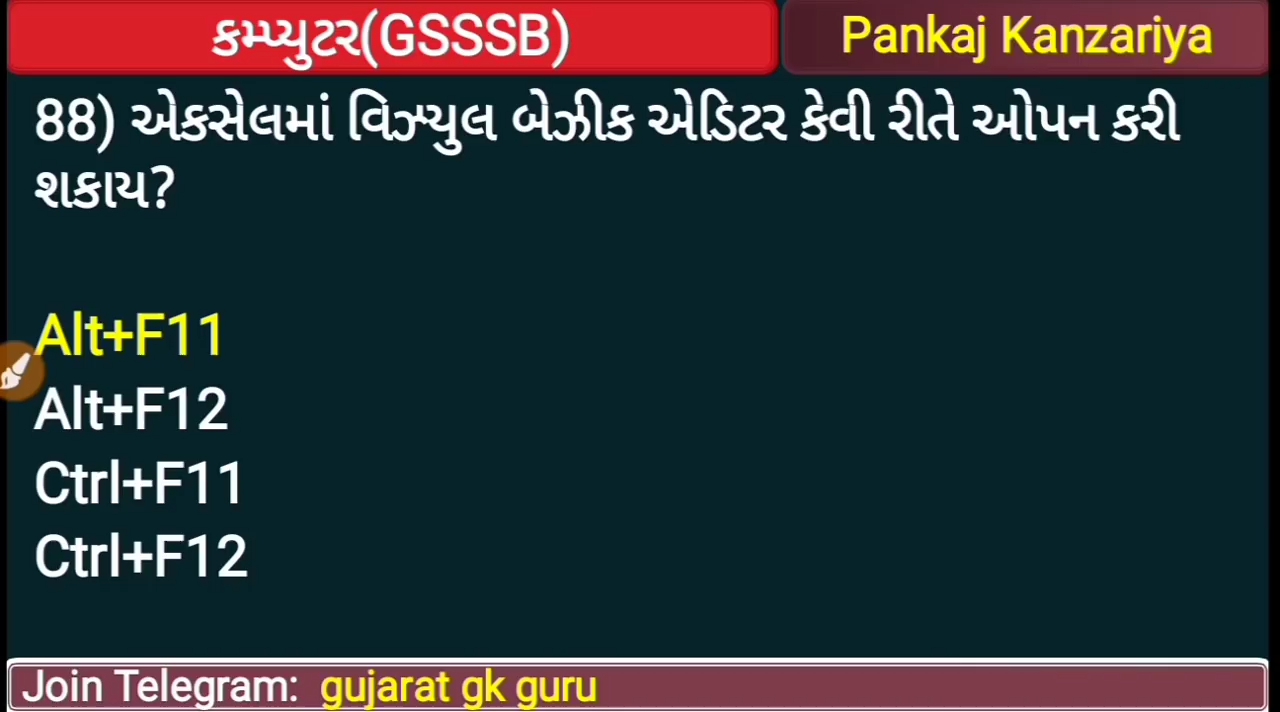 કમ્પ્યુટર(GSSSB)
Pankaj Kanzariya
88) એકસેલમાં વિઝ્યુલ બેઝીક એડિટર કેવી રીતે ઓપન કરી
શકાય?
Alt+F11
Alt+F12
Ctrl+F11
Ctrl+F12
Join Telegram: gujarat gk guru